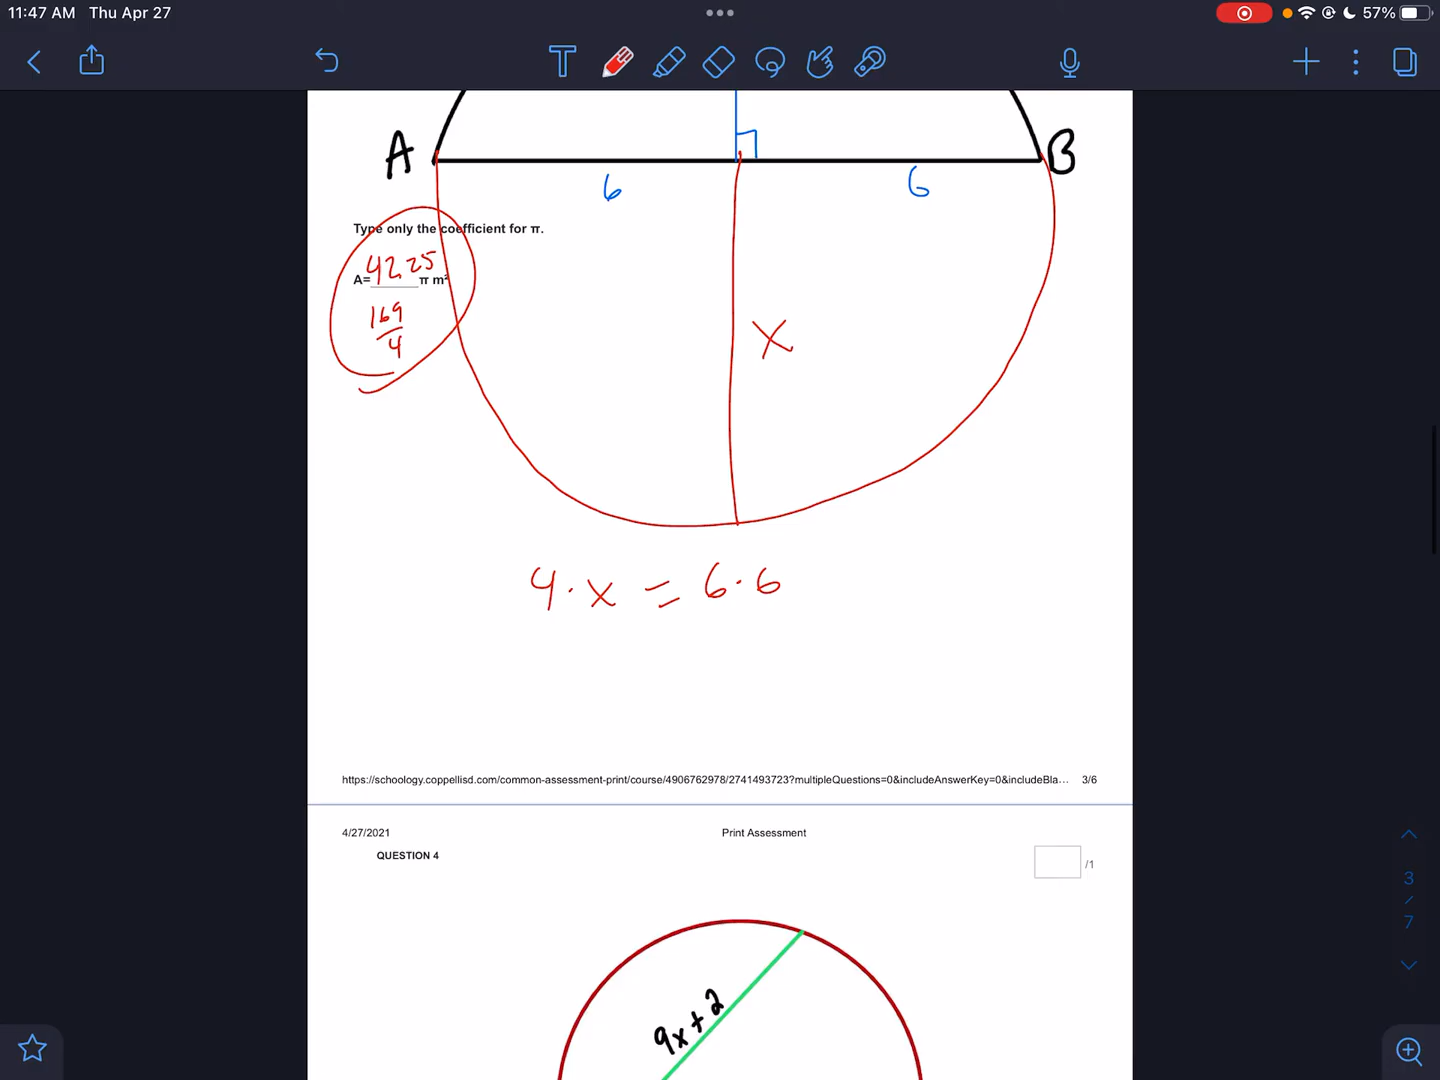 11:47 AM Thu Apr 27
57%
T
A
B
6
6
Type only the coefficient for π.
42.25
A=______π m²
169
4
X
4 · x = 6 · 6
https://schoology.coppellisd.com/common-assessment-print/course/4906762978/2741493723?multipleQuestions=0&includeAnswerKey=0&includeBla... 3/6
4/27/2021
Print Assessment
QUESTION 4
/1
3
/
7
9x+2